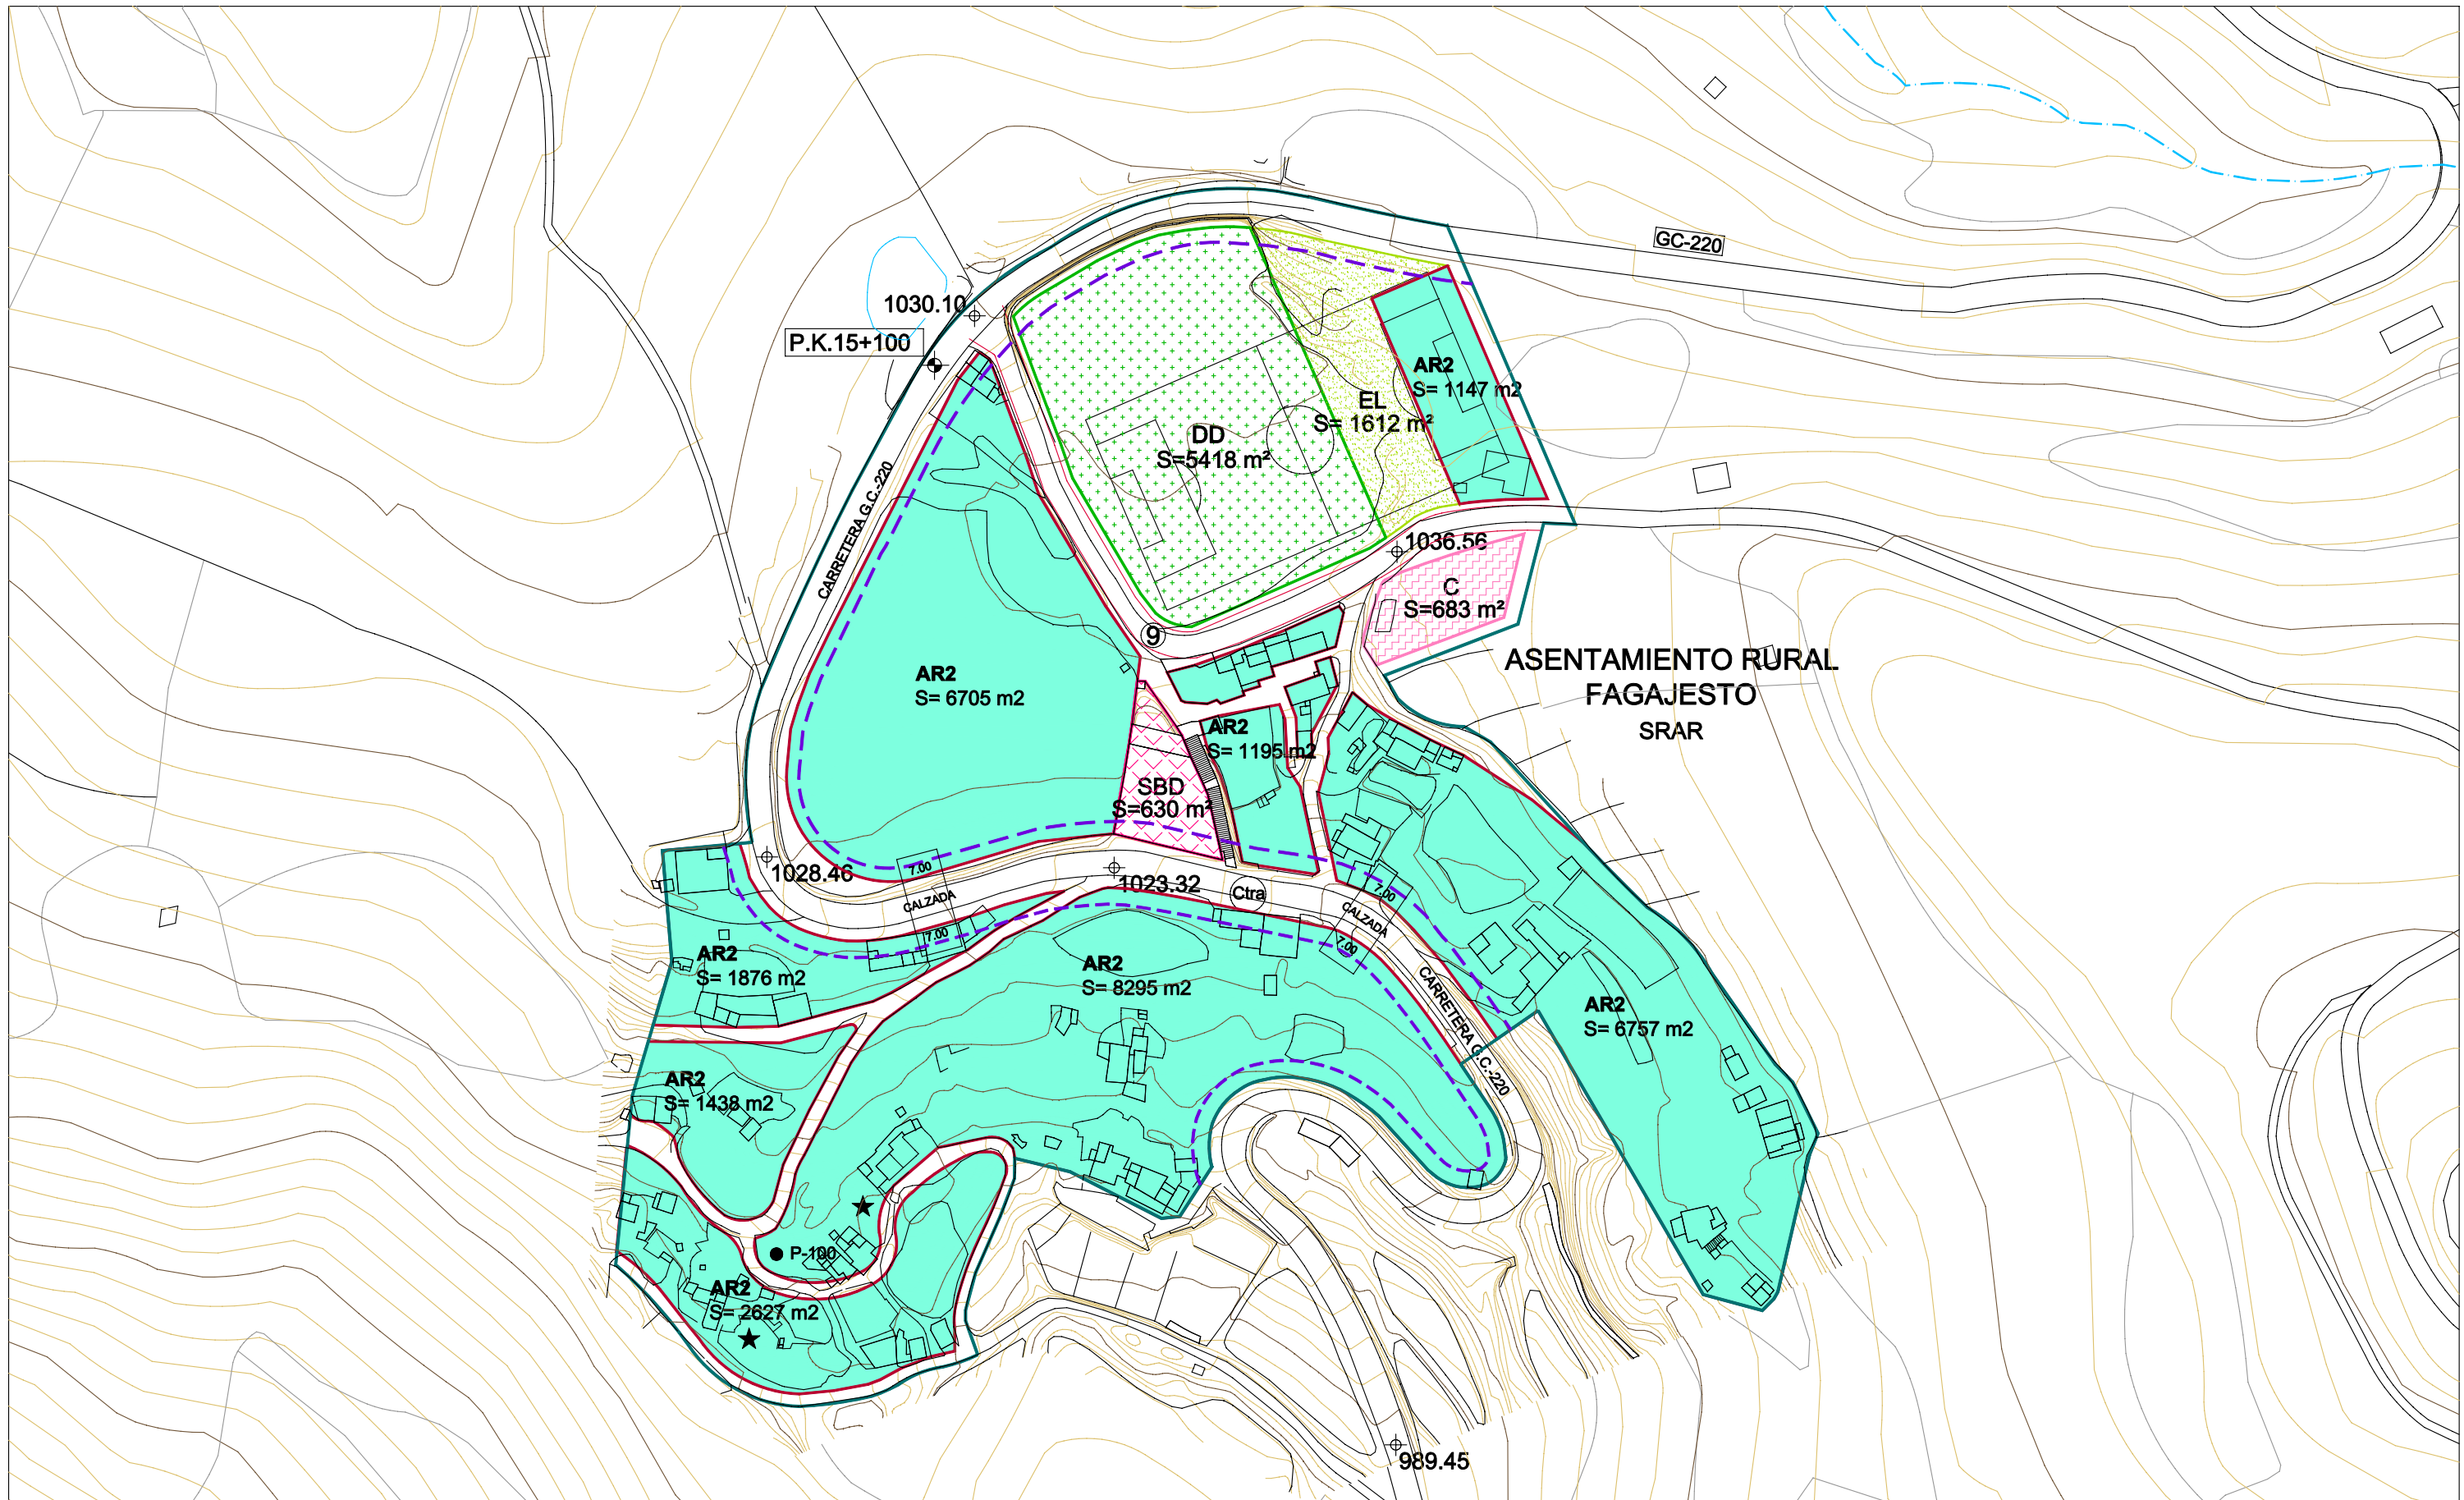 GC-220
1030.10
P.K.15+100
AR2
S= 1147 m2
EL
S= 1612 m²
DD
S=5418 m²
CARRETERA G.C.-220
1036.56
C
S=683 m²
9
ASENTAMIENTO RURAL
FAGAJESTO
SRAR
AR2
S= 6705 m2
AR2
S= 1195 m2
SBD
S=630 m²
1028.46
7.00
CALZADA
7.00
1023.32
Ctra
7.00
CALZADA
7.00
AR2
S= 1876 m2
AR2
S= 8295 m2
CARRETERA G.C.-220
AR2
S= 6757 m2
AR2
S= 1438 m2
P-100
AR2
S= 2627 m2
989.45